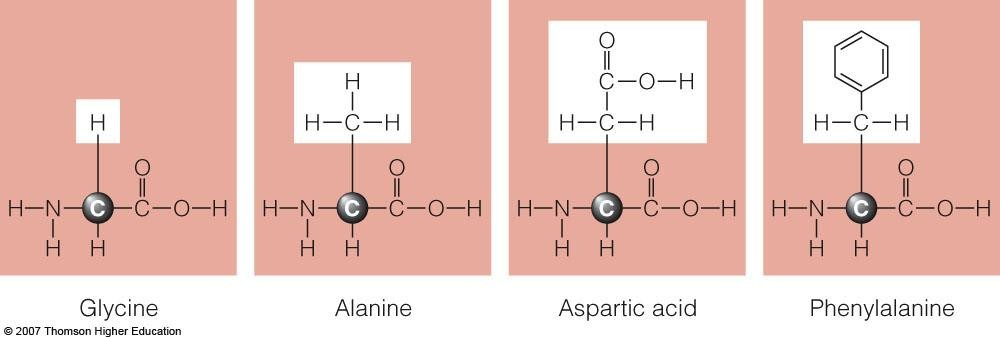 H
O
H—N—C—C—O—H
H H
Glycine
H
H—C—H
O
H—N—C—C—O—H
H H
Alanine
O
C—O—H
H—C—H
O
H—N—C—C—O—H
H H
Aspartic acid
H—C—H
O
H—N—C—C—O—H
H H
Phenylalanine
© 2007 Thomson Higher Education